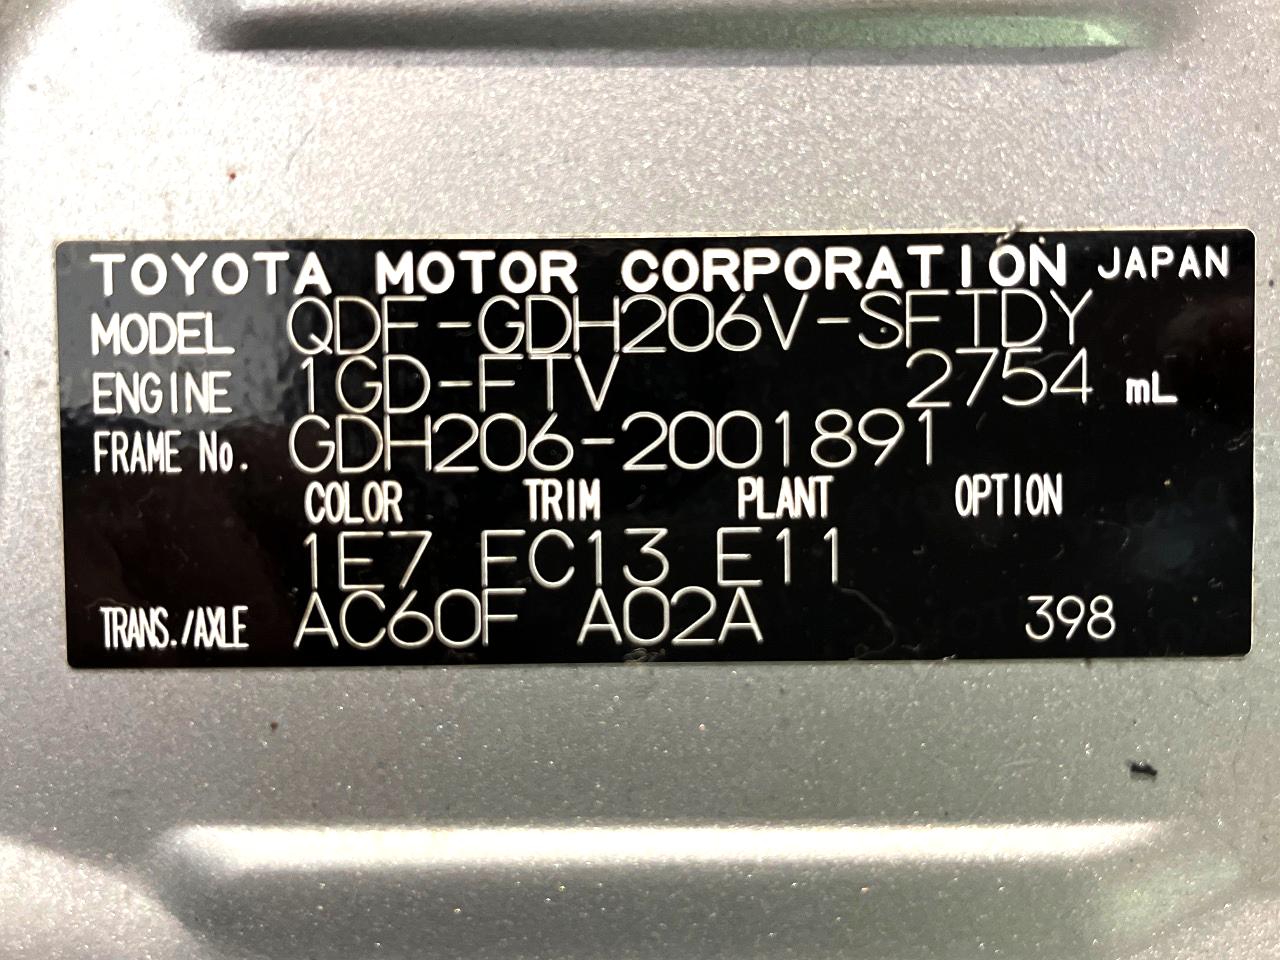 TOYOTA MOTOR CORPORATION JAPAN
MODEL QDF-GDH206V-SFTDY
ENGINE 1GD-FTV 2754 mL
FRAME No. GDH206-2001891
COLOR TRIM PLANT OPTION
1E7 FC13 E11
TRANS./AXLE AC60F A02A 398